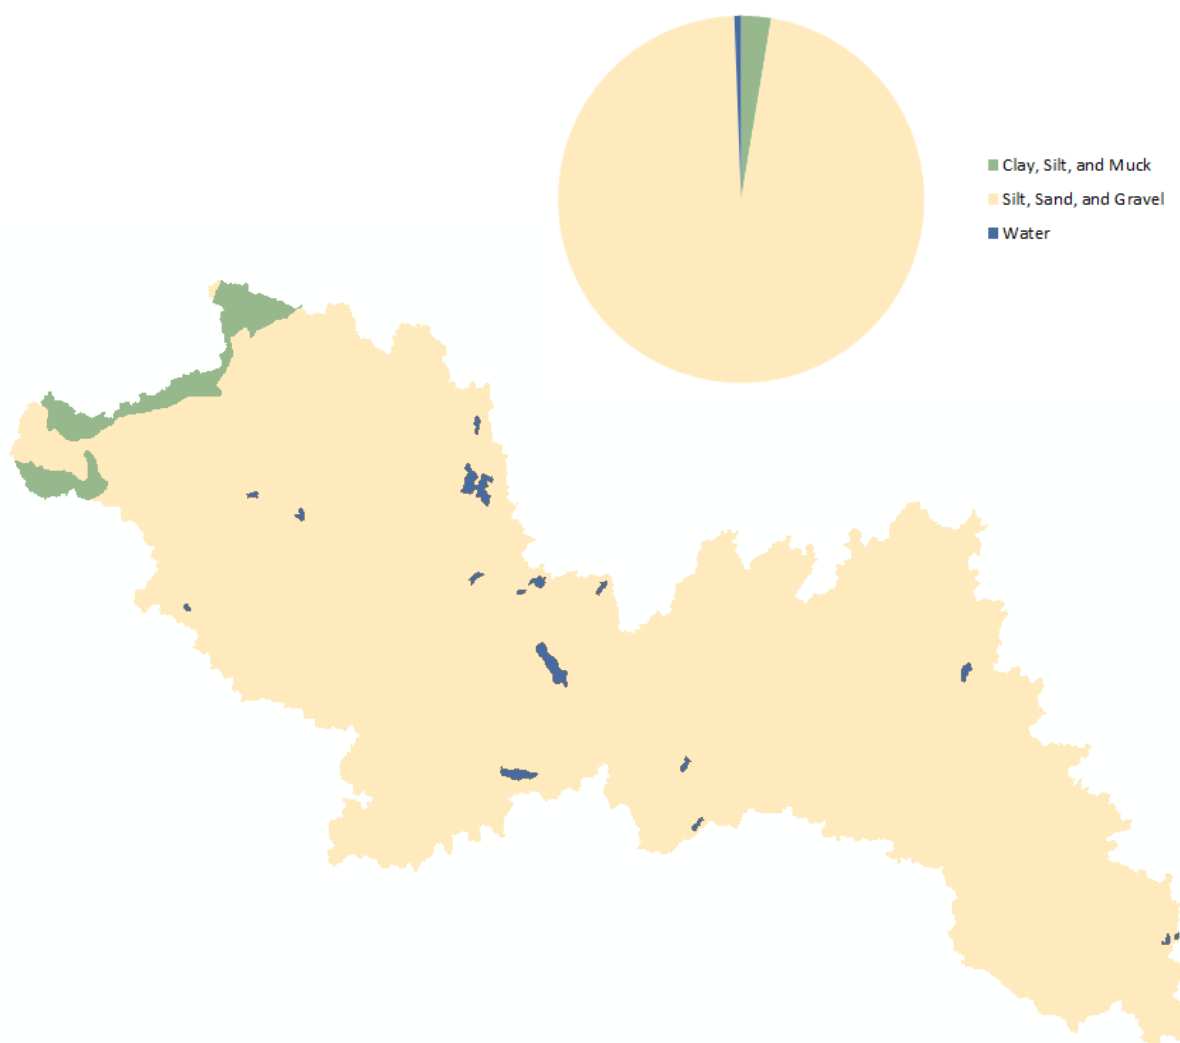 Clay, Silt, and Muck
Silt, Sand, and Gravel
Water